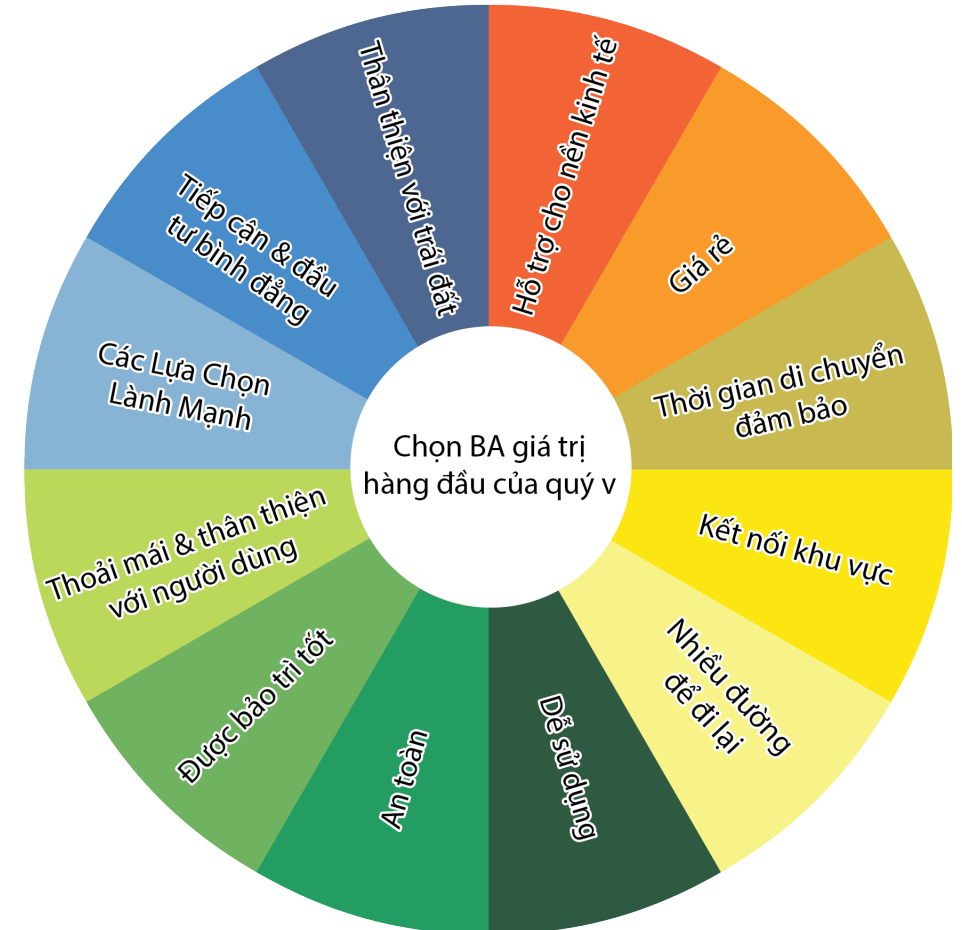 Chọn BA giá trị
hàng đầu của quý v
Hỗ trợ cho nền kinh tế
Giá rẻ
Thời gian di chuyển
đảm bảo
Kết nối khu vực
Nhiều đường
để đi lại
Dễ sử dụng
An toàn
Được bảo trì tốt
Thoải mái & thân thiện
với người dùng
Các Lựa Chọn
Lành Mạnh
Tiếp cận & đầu
tư bình đẳng
Thân thiện với trái đất